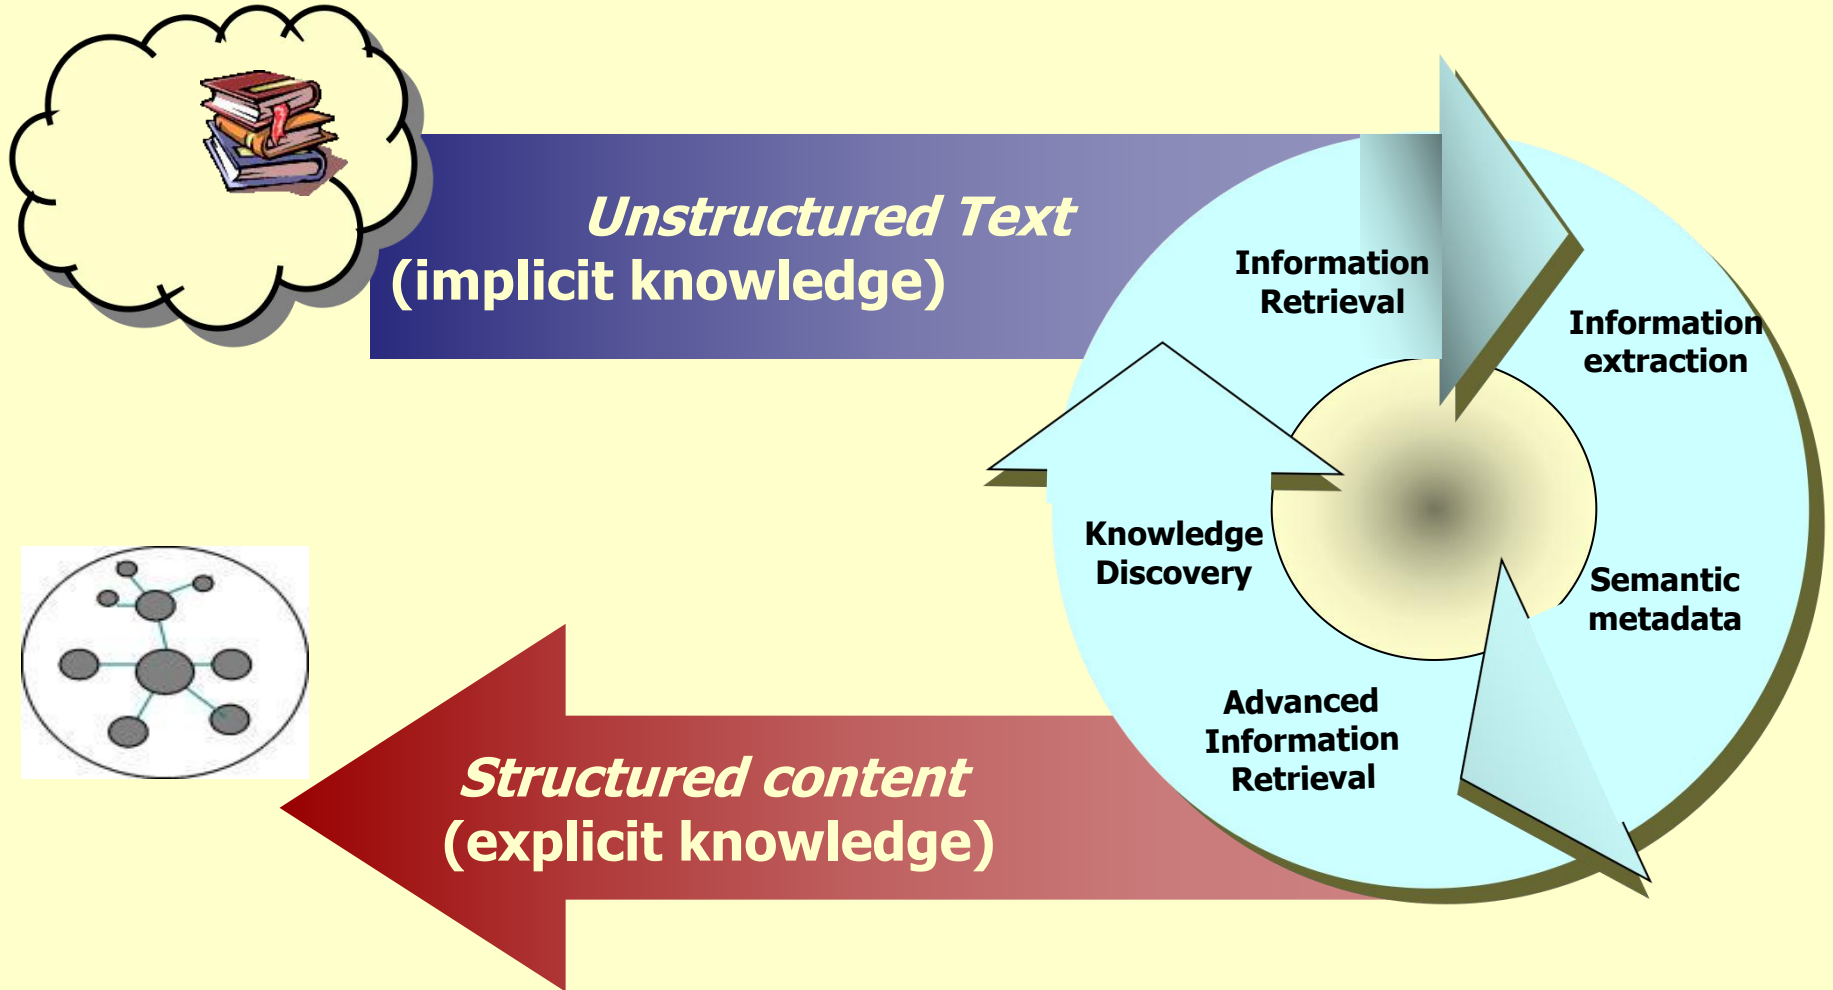 Unstructured Text
(implicit knowledge)
Information
Retrieval
Information
extraction
Knowledge
Discovery
Semantic
metadata
Advanced
Information
Retrieval
Structured content
(explicit knowledge)